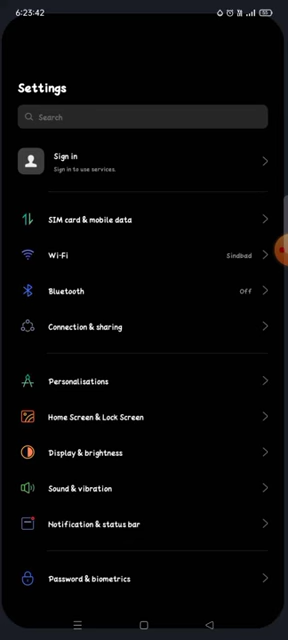 6:23:42
Settings
Search
Sign in
Sign in to use services.
SIM card & mobile data
Wi-Fi Sindbad
Bluetooth Off
Connection & sharing
Personalisations
Home Screen & Lock Screen
Display & brightness
Sound & vibration
Notification & status bar
Password & biometrics